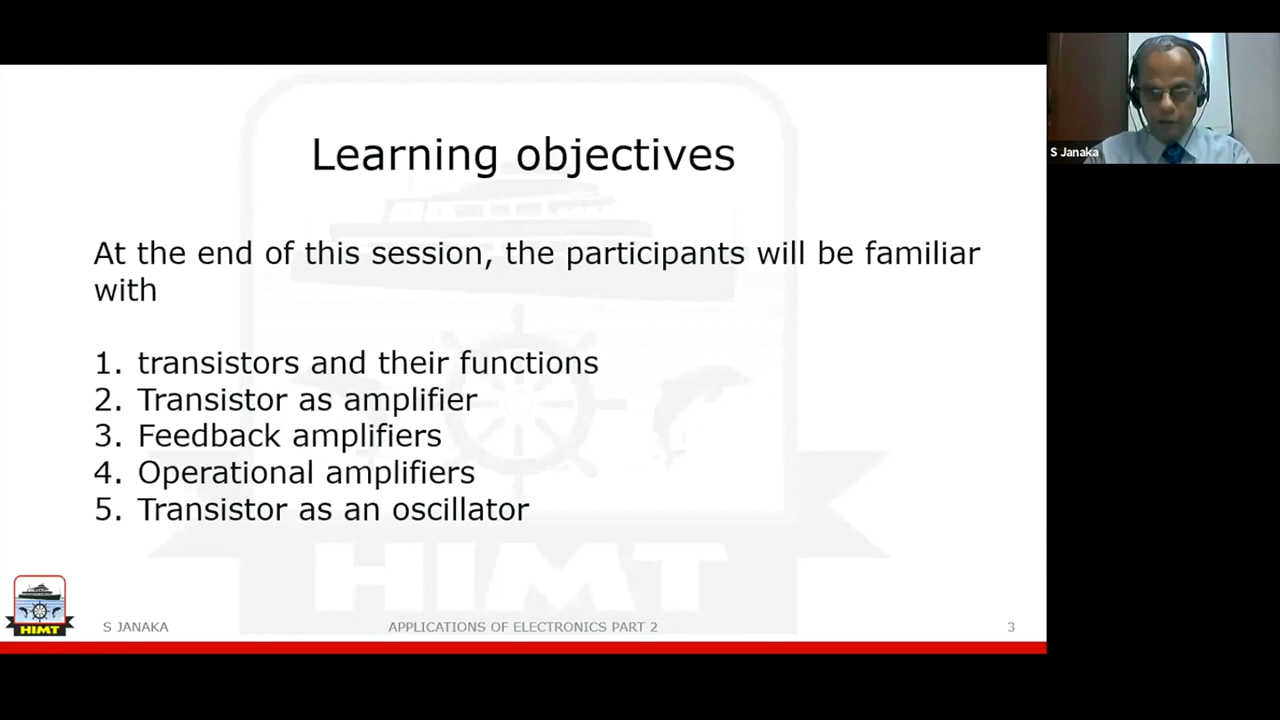 Learning objectives
S Janaka
At the end of this session, the participants will be familiar
with
1. transistors and their functions
2. Transistor as amplifier
3. Feedback amplifiers
4. Operational amplifiers
5. Transistor as an oscillator
HIMT
HIMT
S JANAKA
APPLICATIONS OF ELECTRONICS PART 2
3